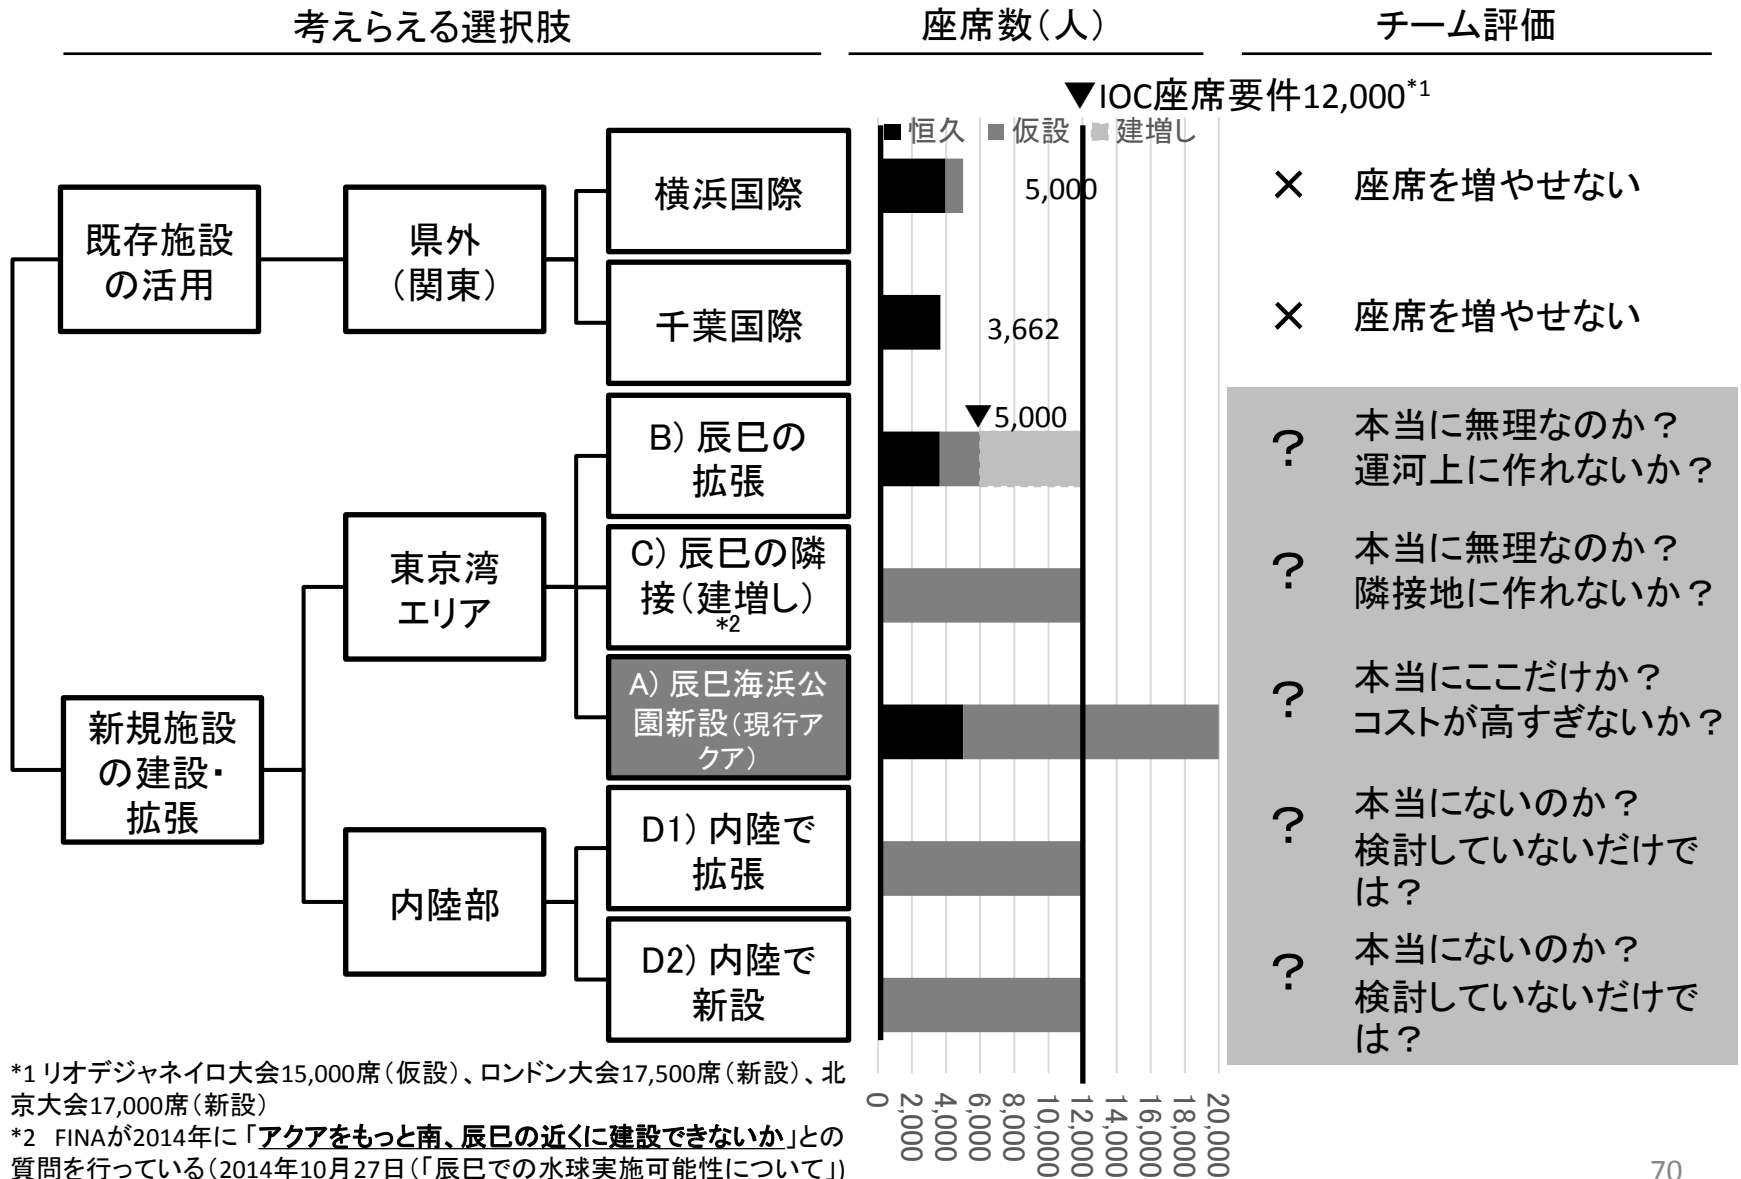 考えらえる選択肢
座席数（人）
チーム評価
▼IOC座席要件12,000*1
■恒久 ■仮設 ■建増し
既存施設
の活用
県外
（関東）
横浜国際
5,000
× 座席を増やせない
千葉国際
3,662
× 座席を増やせない
新規施設
の建設・
拡張
東京湾
エリア
B）辰巳の
拡張
▼5,000
？ 本当に無理なのか？
運河上に作れないか？
C）辰巳の隣
接（建増し）
*2
？ 本当に無理なのか？
隣接地に作れないか？
A）辰巳海浜公
園新設（現行ア
クア）
？ 本当にここだけか？
コストが高すぎないか？
内陸部
D1）内陸で
拡張
？ 本当にないのか？
検討していないだけで
は？
D2）内陸で
新設
？ 本当にないのか？
検討していないだけで
は？
0
2,000
4,000
6,000
8,000
10,000
12,000
14,000
16,000
18,000
20,000
*1 リオデジャネイロ大会15,000席（仮設）、ロンドン大会17,500席（新設）、北
京大会17,000席（新設）
*2 FINAが2014年に「アクアをもっと南、辰巳の近くに建設できないか」との
質問を行っている（2014年10月27日（「辰巳での水球実施可能性について」）
70